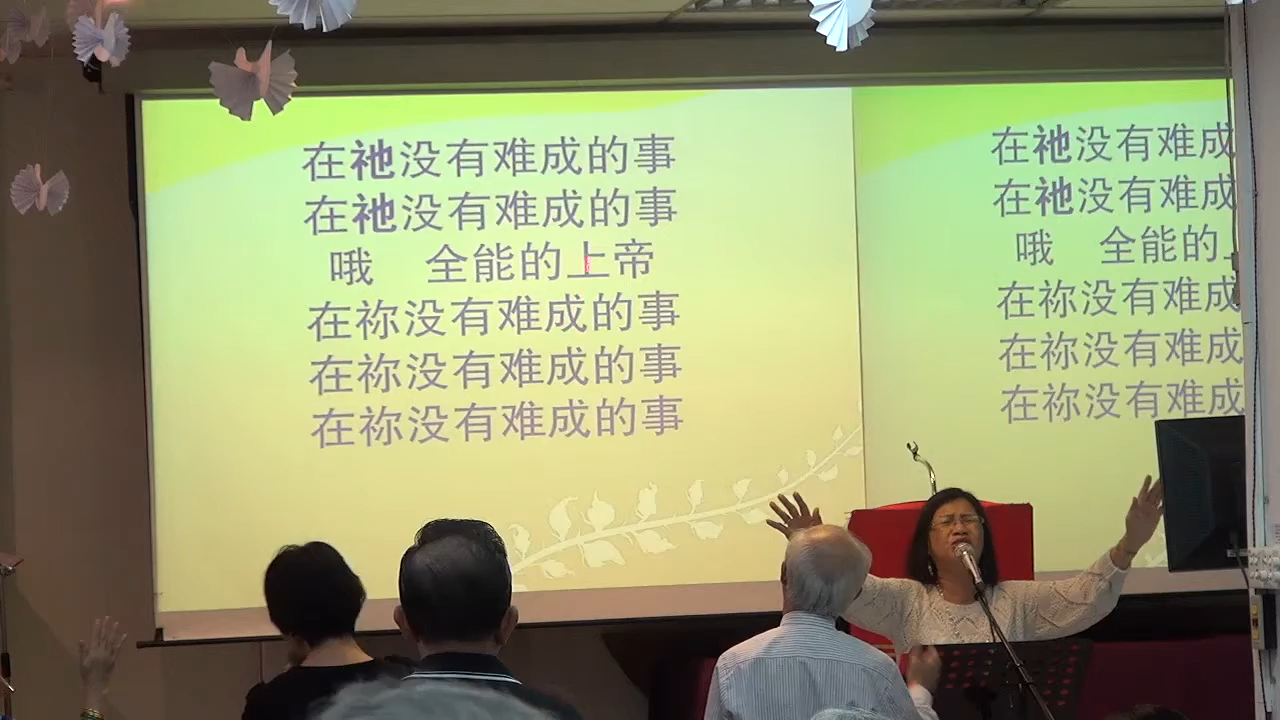 在祂没有难成的事
在祂没有难成的事
哦 全能的上帝
在祢没有难成的事
在祢没有难成的事
在祢没有难成的事
在祂没有难成
在祂没有难成
哦 全能的上
在祢没有难成
在祢没有难成
在祢没有难成